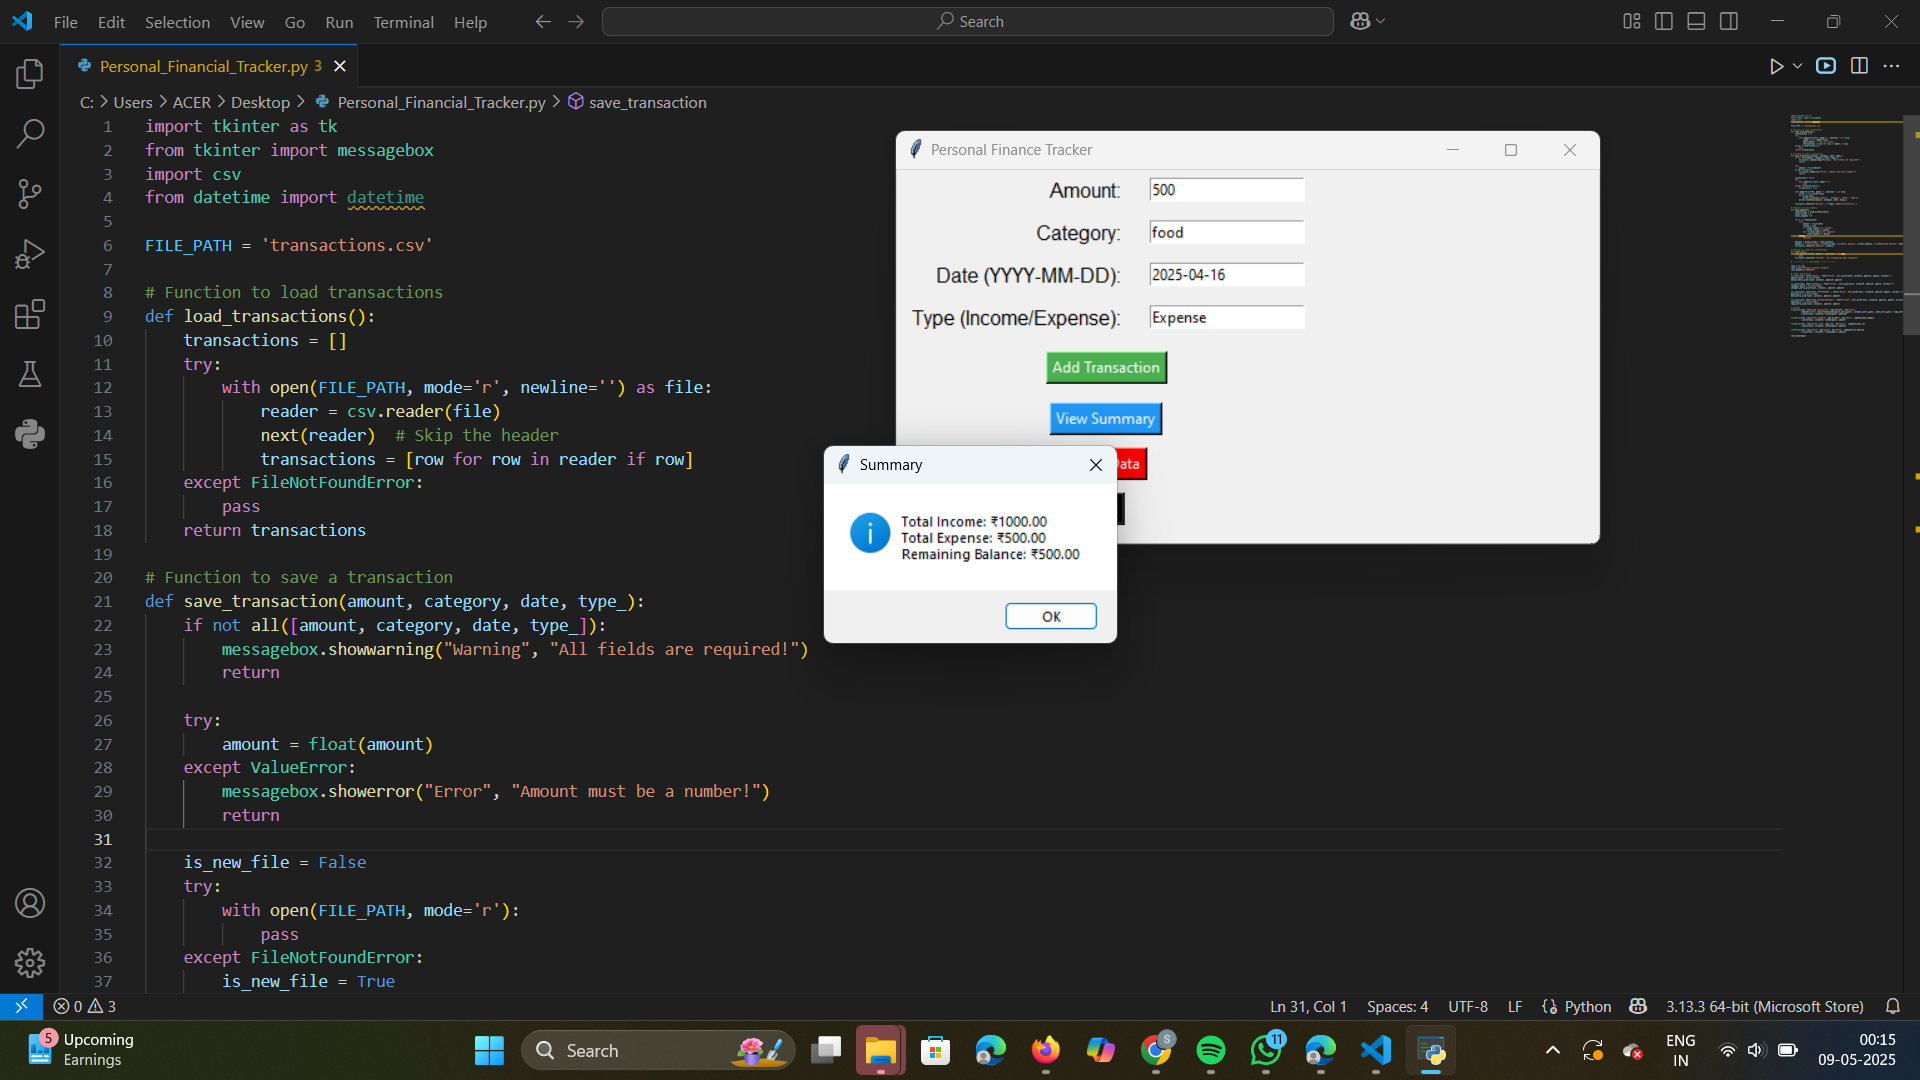 File Edit Selection View Go Run Terminal Help
Search
Personal_Financial_Tracker.py 3
C: > Users > ACER > Desktop > Personal_Financial_Tracker.py > save_transaction
1 import tkinter as tk
2 from tkinter import messagebox
3 import csv
4 from datetime import datetime
5
6 FILE_PATH = 'transactions.csv'
7
8 # Function to load transactions
9 def load_transactions():
10 transactions = []
11 try:
12 with open(FILE_PATH, mode='r', newline='') as file:
13 reader = csv.reader(file)
14 next(reader)  # Skip the header
15 transactions = [row for row in reader if row]
16 except FileNotFoundError:
17 pass
18 return transactions
19
20 # Function to save a transaction
21 def save_transaction(amount, category, date, type_):
22 if not all([amount, category, date, type_]):
23 messagebox.showwarning("Warning", "All fields are required!")
24 return
25
26 try:
27 amount = float(amount)
28 except ValueError:
29 messagebox.showerror("Error", "Amount must be a number!")
30 return
31
32 is_new_file = False
33 try:
34 with open(FILE_PATH, mode='r'):
35 pass
36 except FileNotFoundError:
37 is_new_file = True
Personal Finance Tracker
Amount: 500
Category: food
Date (YYYY-MM-DD): 2025-04-16
Type (Income/Expense): Expense
Add Transaction
View Summary
ata
Summary
Total Income: ₹1000.00
Total Expense: ₹500.00
Remaining Balance: ₹500.00
OK
0 3
Ln 31, Col 1 Spaces: 4 UTF-8 LF Python 3.13.3 64-bit (Microsoft Store)
5 Upcoming
Earnings
Search
S
11
ENG
IN
00:15
09-05-2025